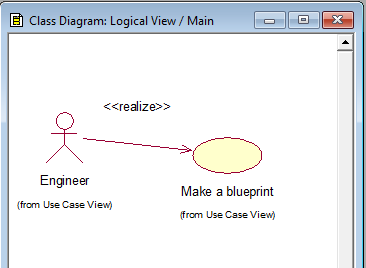 Class Diagram: Logical View / Main
<<realize>>
Engineer
(from Use Case View)
Make a blueprint
(from Use Case View)